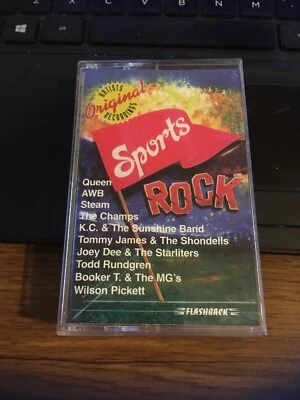 Original
ARTISTS
RECORDINGS
Sports
ROCK
Queen
AWB
Steam
The Champs
K.C. & The Sunshine Band
Tommy James & The Shondells
Joey Dee & The Starliters
Todd Rundgren
Booker T. & The MG's
Wilson Pickett
FLASHBACK